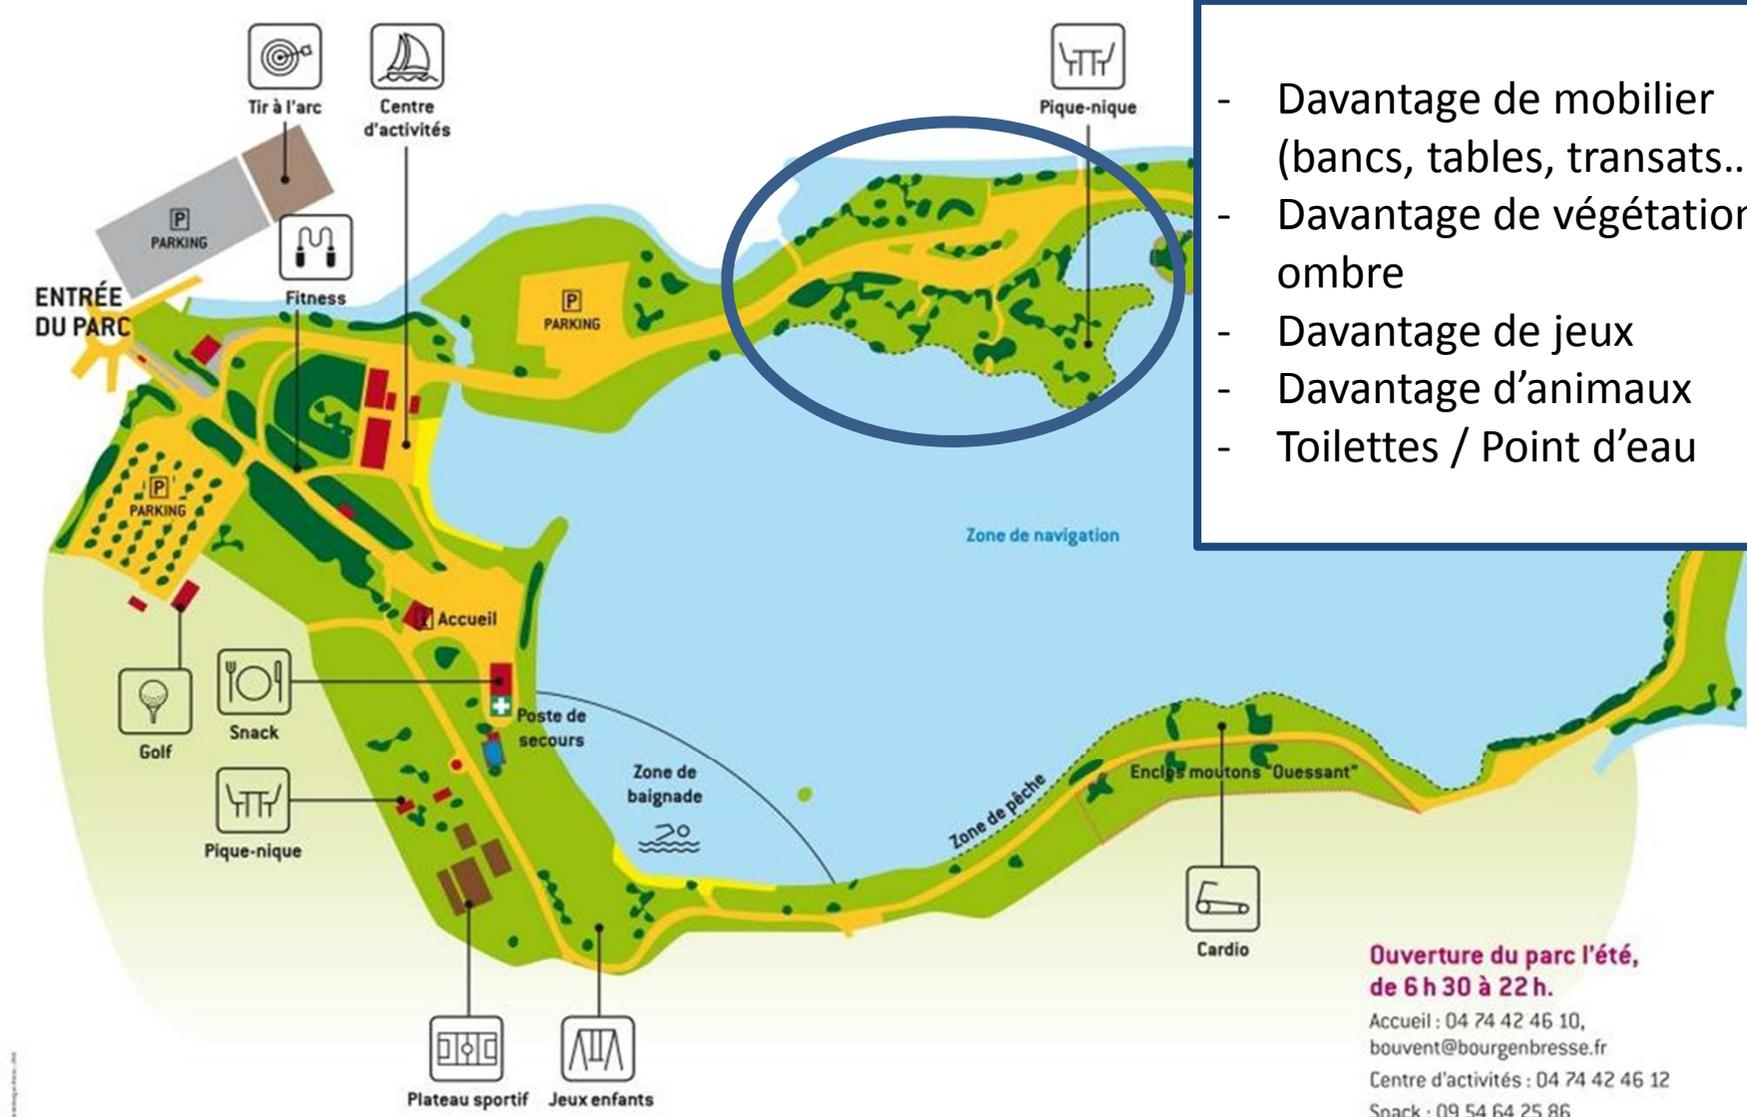 Tir à l'arc
Centre
d'activités
Pique-nique
- Davantage de mobilier
(bancs, tables, transats..
- Davantage de végétation
ombre
- Davantage de jeux
- Davantage d'animaux
- Toilettes / Point d'eau
P
PARKING
Fitness
ENTRÉE
DU PARC
P
PARKING
P
PARKING
Zone de navigation
i Accueil
Golf
Snack
Poste de
secours
Zone de
baignade
Pique-nique
Zone de pêche
Enclos moutons "Ouessant"
Cardio
Plateau sportif
Jeux enfants
Ouverture du parc l'été,
de 6 h 30 à 22 h.
Accueil : 04 74 42 46 10,
bouvent@bourgenbresse.fr
Centre d'activités : 04 74 42 46 12
Snack : 09 54 64 25 86